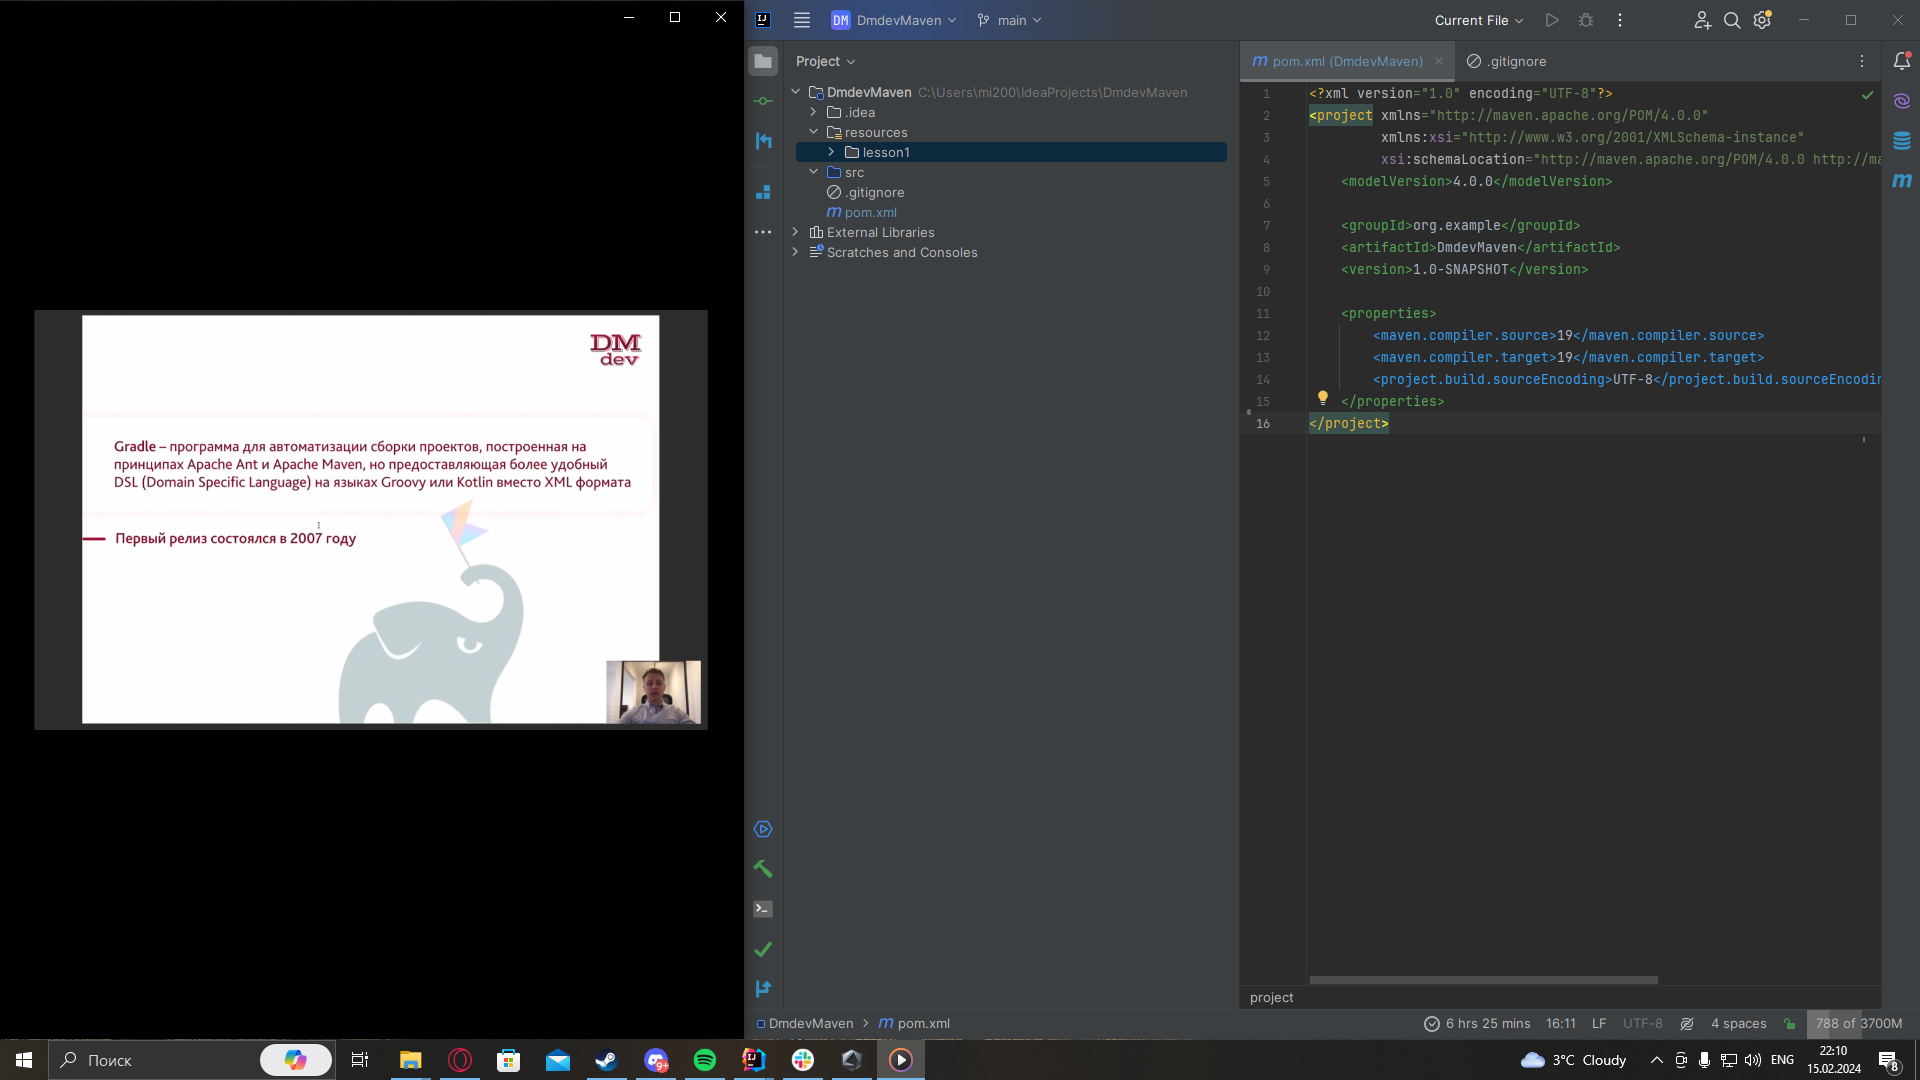 DM
dev
Gradle – программа для автоматизации сборки проектов, построенная на
принципах Apache Ant и Apache Maven, но предоставляющая более удобный
DSL (Domain Specific Language) на языках Groovy или Kotlin вместо XML формата
Первый релиз состоялся в 2007 году
DM DmdevMaven main
Current File
Project
DmdevMaven C:\Users\mi200\IdeaProjects\DmdevMaven
.idea
resources
lesson1
src
.gitignore
pom.xml
External Libraries
Scratches and Consoles
pom.xml (DmdevMaven) .gitignore
1 <?xml version="1.0" encoding="UTF-8"?>
2 <project xmlns="http://maven.apache.org/POM/4.0.0"
3 xmlns:xsi="http://www.w3.org/2001/XMLSchema-instance"
4 xsi:schemaLocation="http://maven.apache.org/POM/4.0.0 http://ma
5 <modelVersion>4.0.0</modelVersion>
6
7 <groupId>org.example</groupId>
8 <artifactId>DmdevMaven</artifactId>
9 <version>1.0-SNAPSHOT</version>
10
11 <properties>
12 <maven.compiler.source>19</maven.compiler.source>
13 <maven.compiler.target>19</maven.compiler.target>
14 <project.build.sourceEncoding>UTF-8</project.build.sourceEncodin
15 </properties>
16 </project>
project
DmdevMaven > pom.xml
6 hrs 25 mins 16:11 LF UTF-8 4 spaces 788 of 3700M
Поиск
9+
3°C Cloudy
ENG
22:10
15.02.2024
8